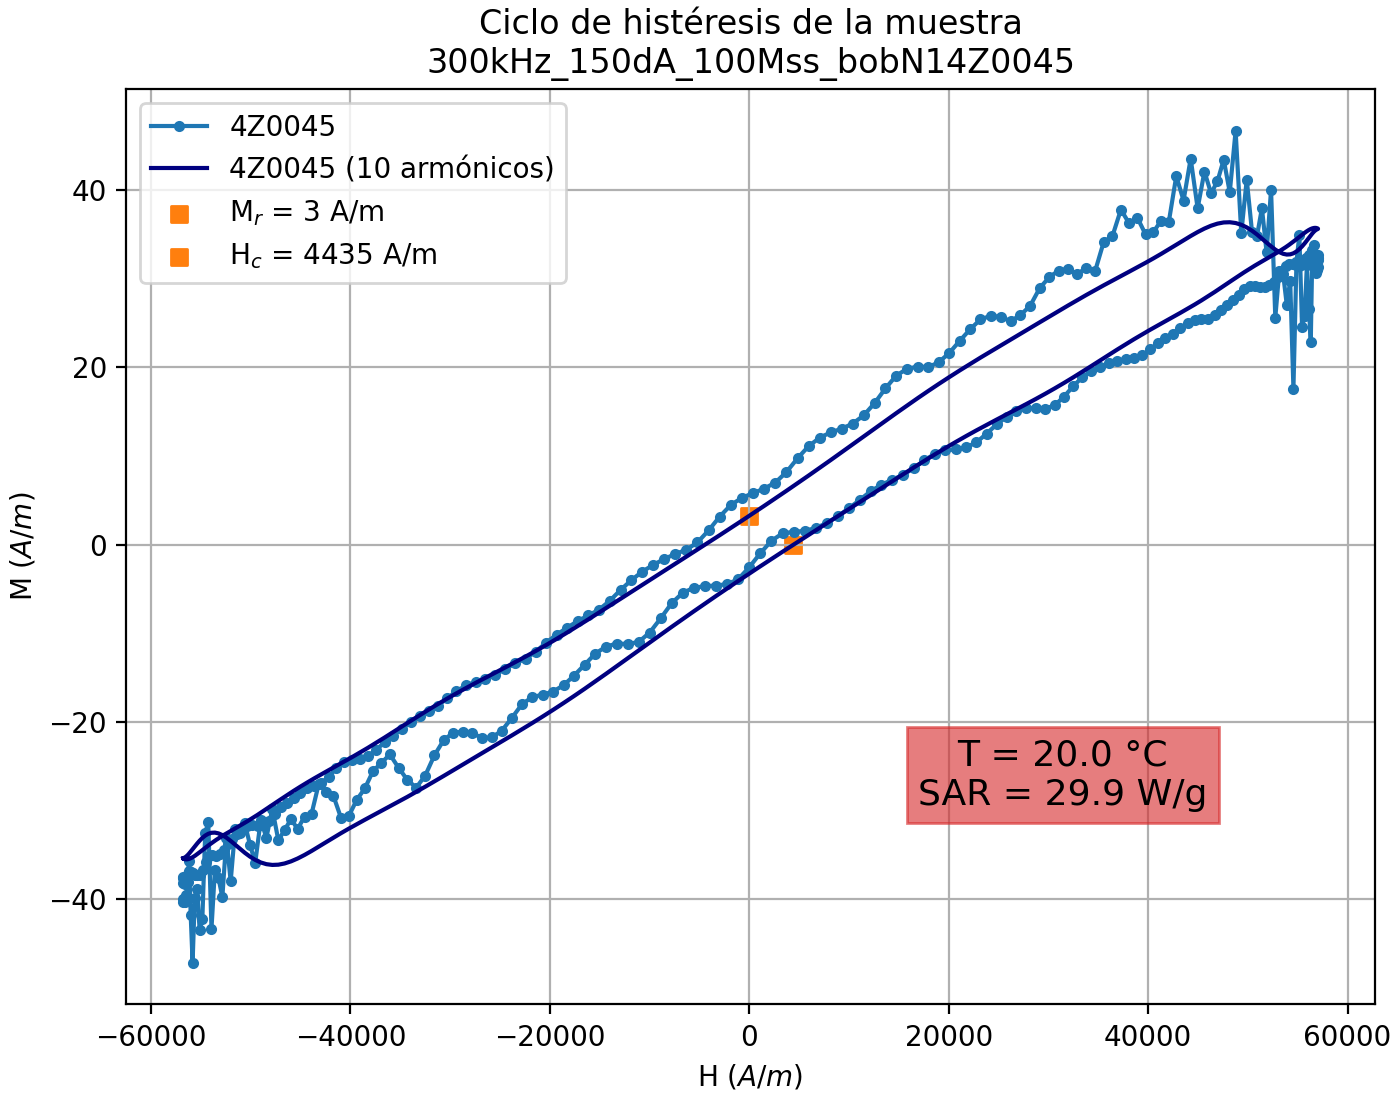 Ciclo de histéresis de la muestra
300kHz_150dA_100Mss_bobN14Z0045
4Z0045
4Z0045 (10 armónicos)
Mᵣ = 3 A/m
H_c = 4435 A/m
40
20
0
−20
−40
M (A/m)
T = 20.0 °C
SAR = 29.9 W/g
−60000
−40000
−20000
0
20000
40000
60000
H (A/m)